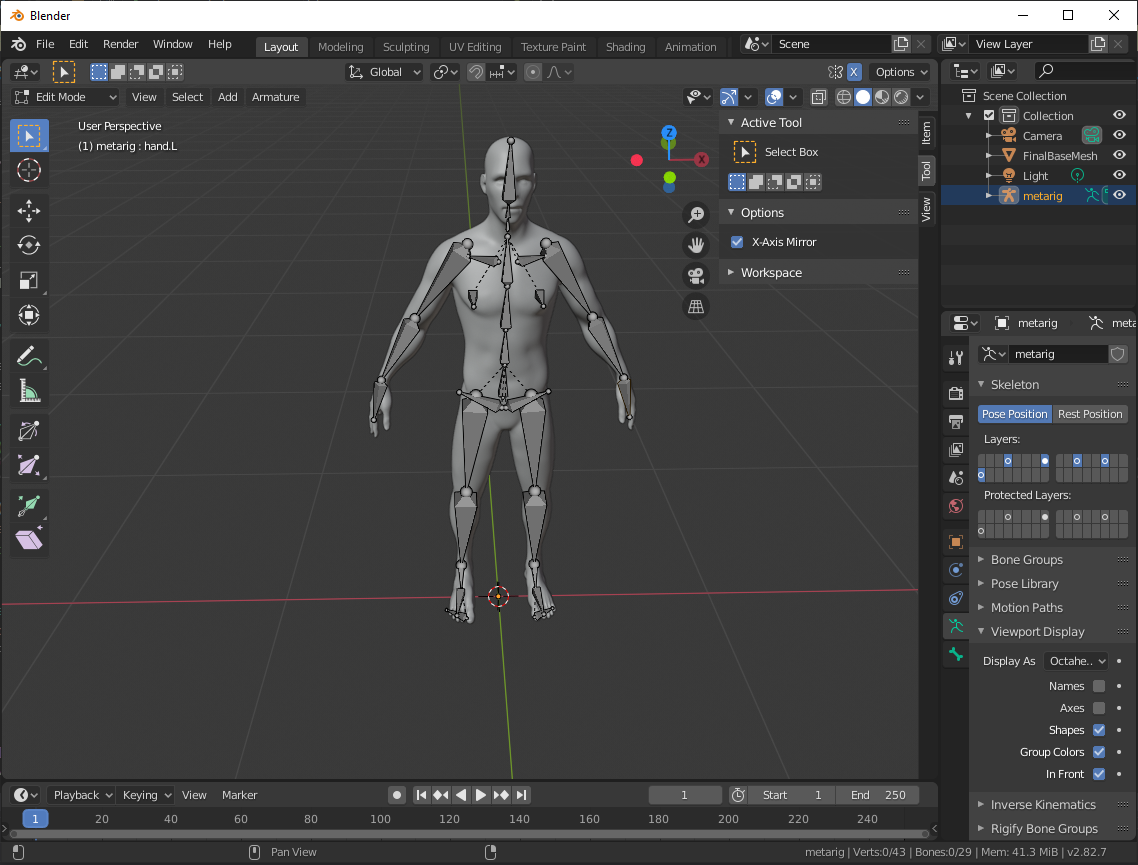 Blender
File Edit Render Window Help
Layout Modeling Sculpting UV Editing Texture Paint Shading Animation
Scene
View Layer
Global
X
Options
Edit Mode View Select Add Armature
User Perspective
(1) metarig : hand.L
Z
X
Active Tool
Select Box
Options
X-Axis Mirror
Workspace
Item
Tool
View
Scene Collection
Collection
Camera
FinalBaseMesh
Light
metarig
metarig
meta
metarig
Skeleton
Pose Position Rest Position
Layers:
Protected Layers:
Bone Groups
Pose Library
Motion Paths
Viewport Display
Display As Octahe..
Names
Axes
Shapes
Group Colors
In Front
Inverse Kinematics
Rigify Bone Groups
Playback Keying View Marker
1
Start 1
End 250
1 20 40 60 80 100 120 140 160 180 200 220 240
Pan View
metarig | Verts:0/43 | Bones:0/29 | Mem: 41.3 MiB | v2.82.7